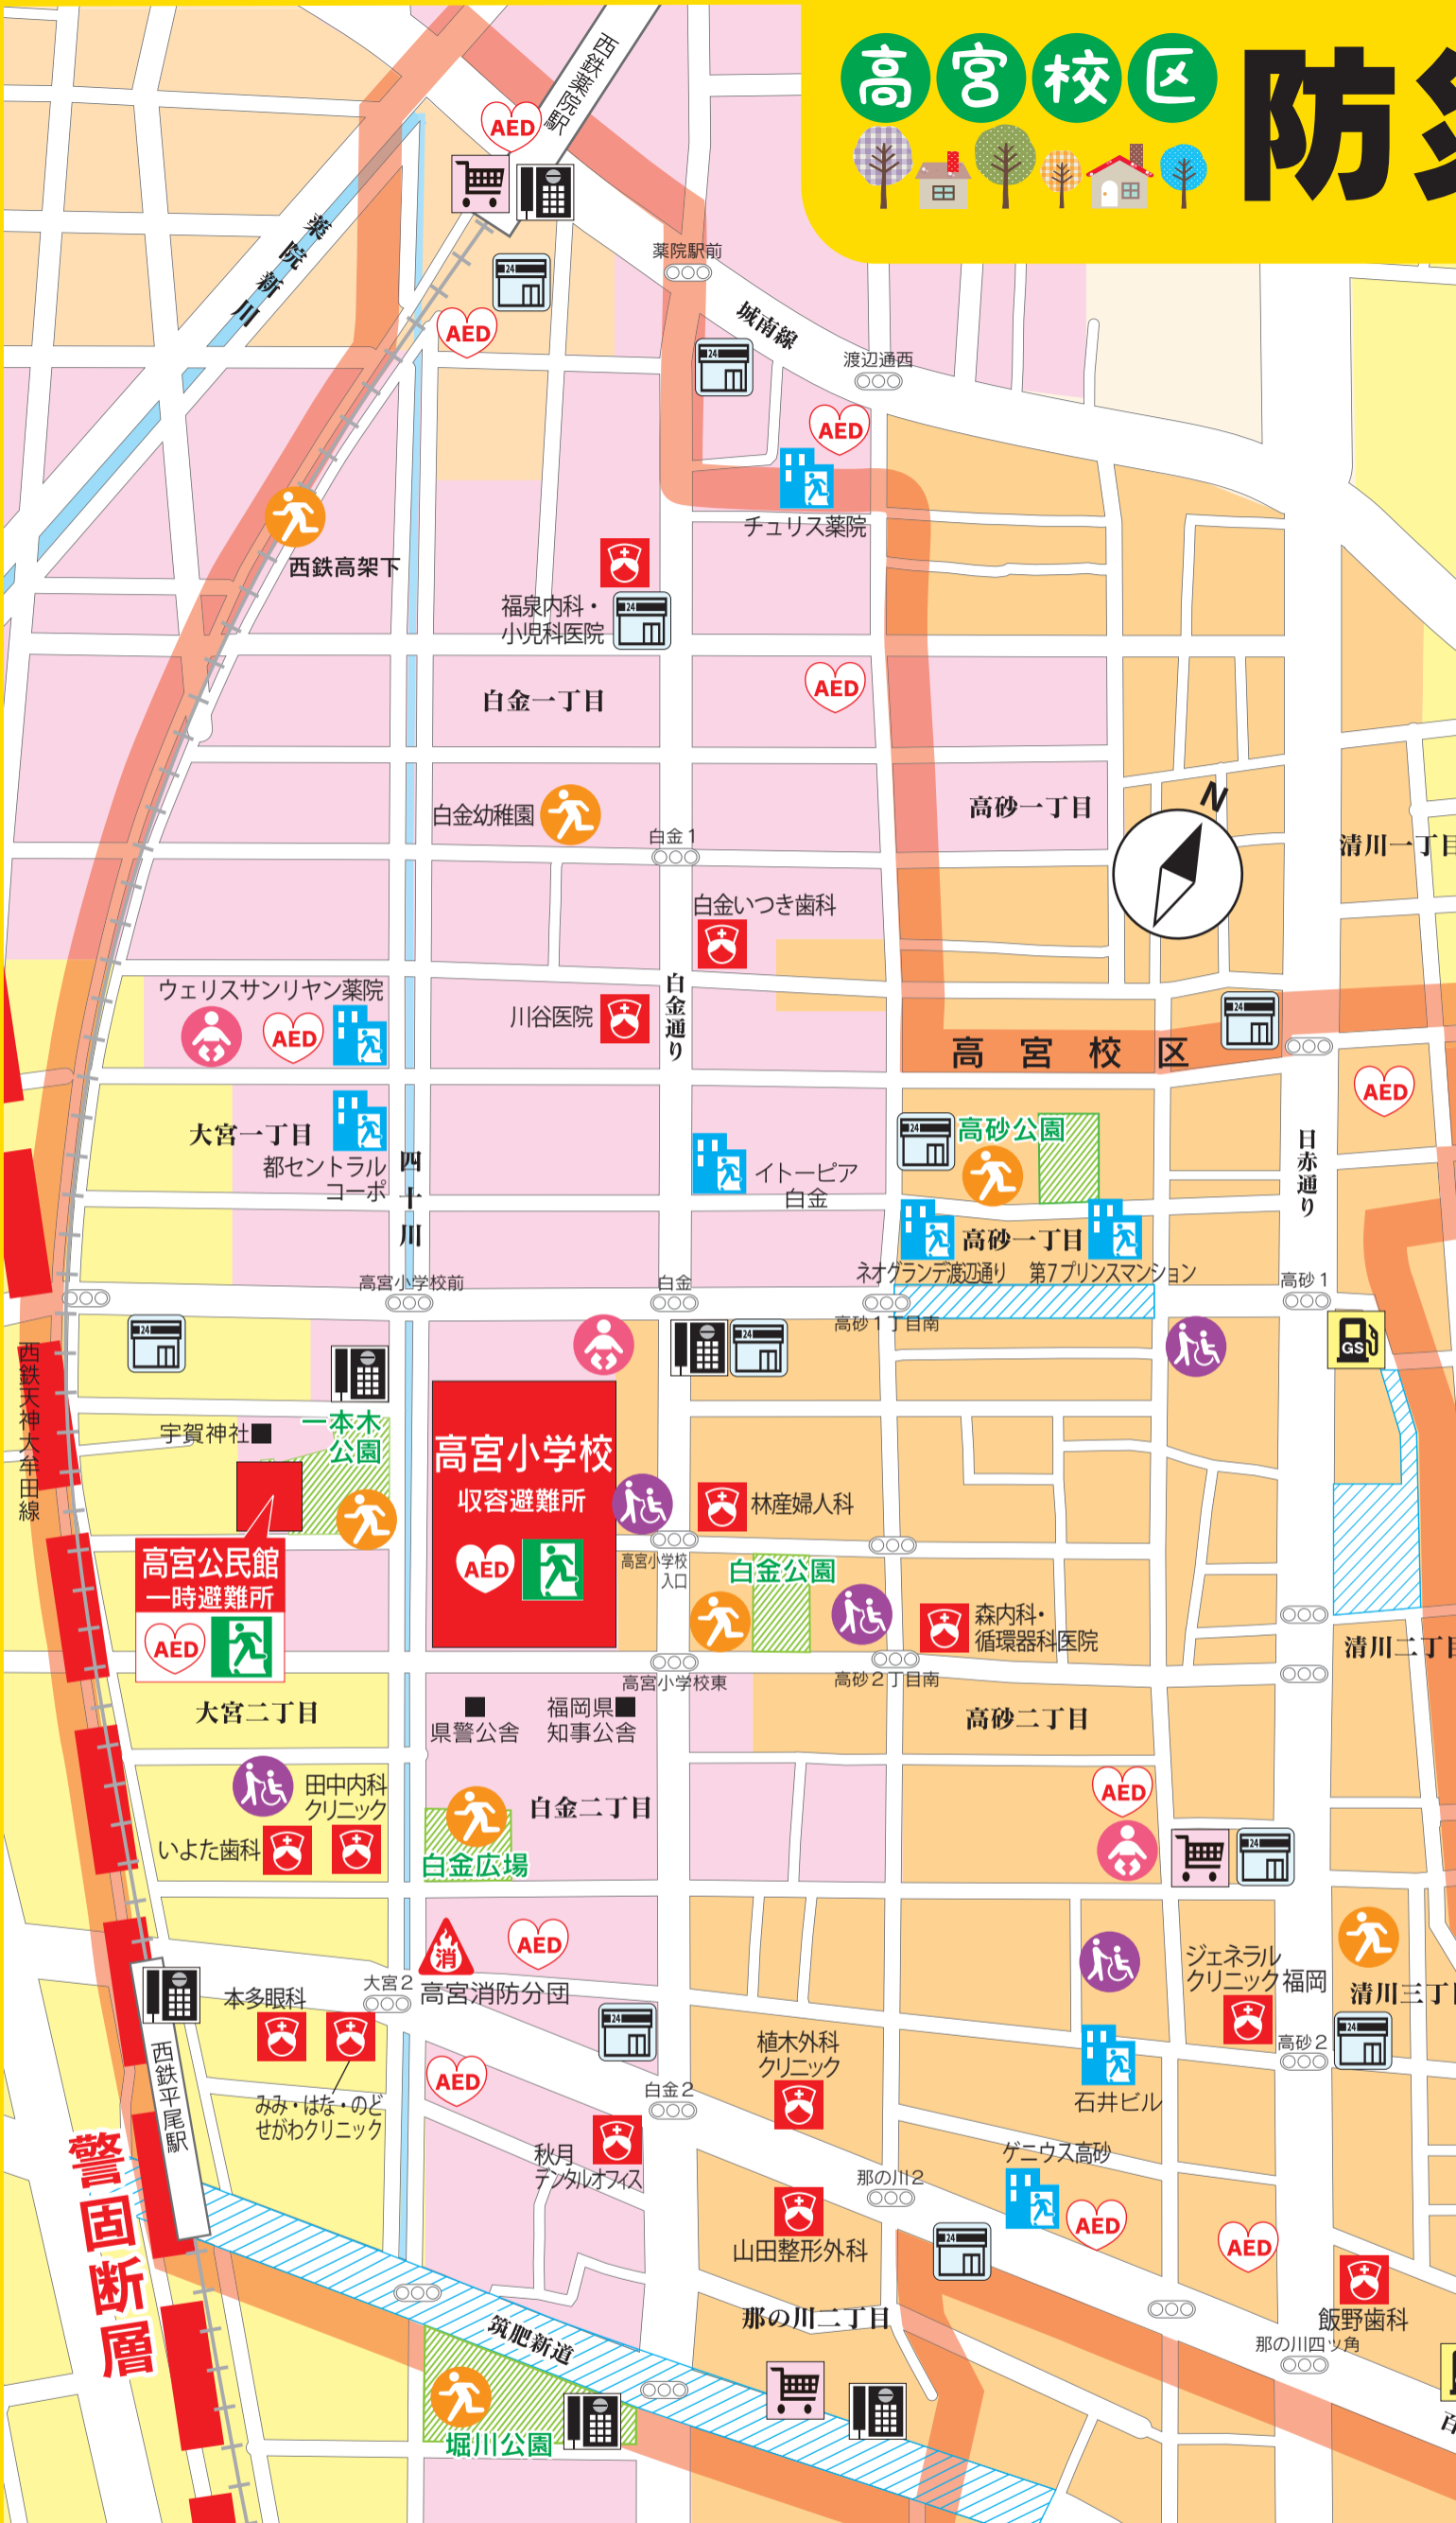 高宮校区
防災
西鉄薬院駅
AED
薬院新川
24
薬院駅前
AED
城南線
24
渡辺通西
AED
チュリス薬院
西鉄高架下
福泉内科・
小児科医院
24
白金一丁目
AED
高砂一丁目
N
白金幼稚園
白金1
清川一丁目
白金いつき歯科
ウェリスサンリヤン薬院
AED
川谷医院
白金通り
24
高宮校区
AED
大宮一丁目
都セントラル
コーポ
四十川
イトーピア
白金
24
高砂公園
日赤通り
高砂一丁目
ネオグランデ渡辺通り
第7プリンスマンション
高宮小学校前
白金
高砂1丁目南
高砂1
24
24
GS
西鉄天神大牟田線
宇賀神社
一本木
公園
高宮小学校
収容避難所
AED
林産婦人科
高宮小学校
入口
高宮公民館
一時避難所
AED
白金公園
森内科・
循環器科医院
高宮小学校東
高砂2丁目南
清川二丁目
大宮二丁目
県警公舎
福岡県
知事公舎
高砂二丁目
田中内科
クリニック
いよた歯科
白金二丁目
白金広場
AED
24
消
AED
高宮消防分団
大宮2
本多眼科
ジェネラル
クリニック福岡
清川三丁
24
高砂2
24
西鉄平尾駅
みみ・はな・のど
せがわクリニック
AED
白金2
植木外科
クリニック
石井ビル
秋月
デンタルオフィス
ゲニウス高砂
那の川2
AED
AED
警固断層
山田整形外科
24
飯野歯科
那の川四ッ角
筑肥新道
那の川二丁目
堀川公園
百